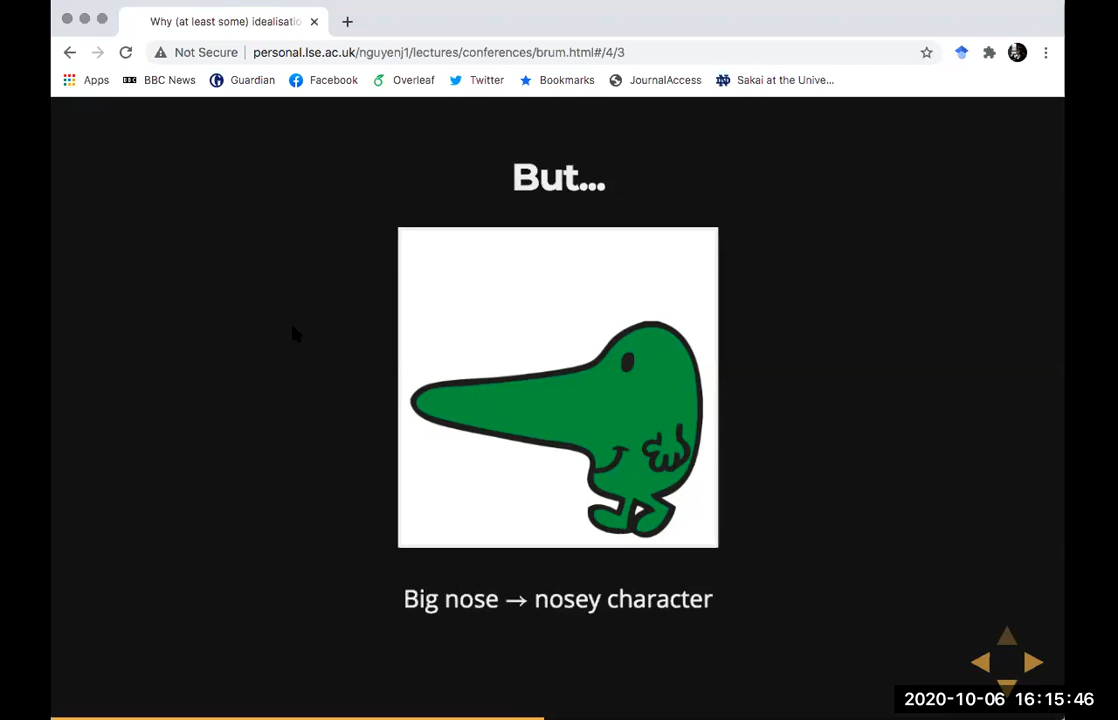 Why (at least some) idealisatio
Not Secure personal.lse.ac.uk/nguyenj1/lectures/conferences/brum.html#/4/3
Apps BBC News Guardian Facebook Overleaf Twitter Bookmarks JournalAccess Sakai at the Unive...
But...
Big nose → nosey character
2020-10-06 16:15:46